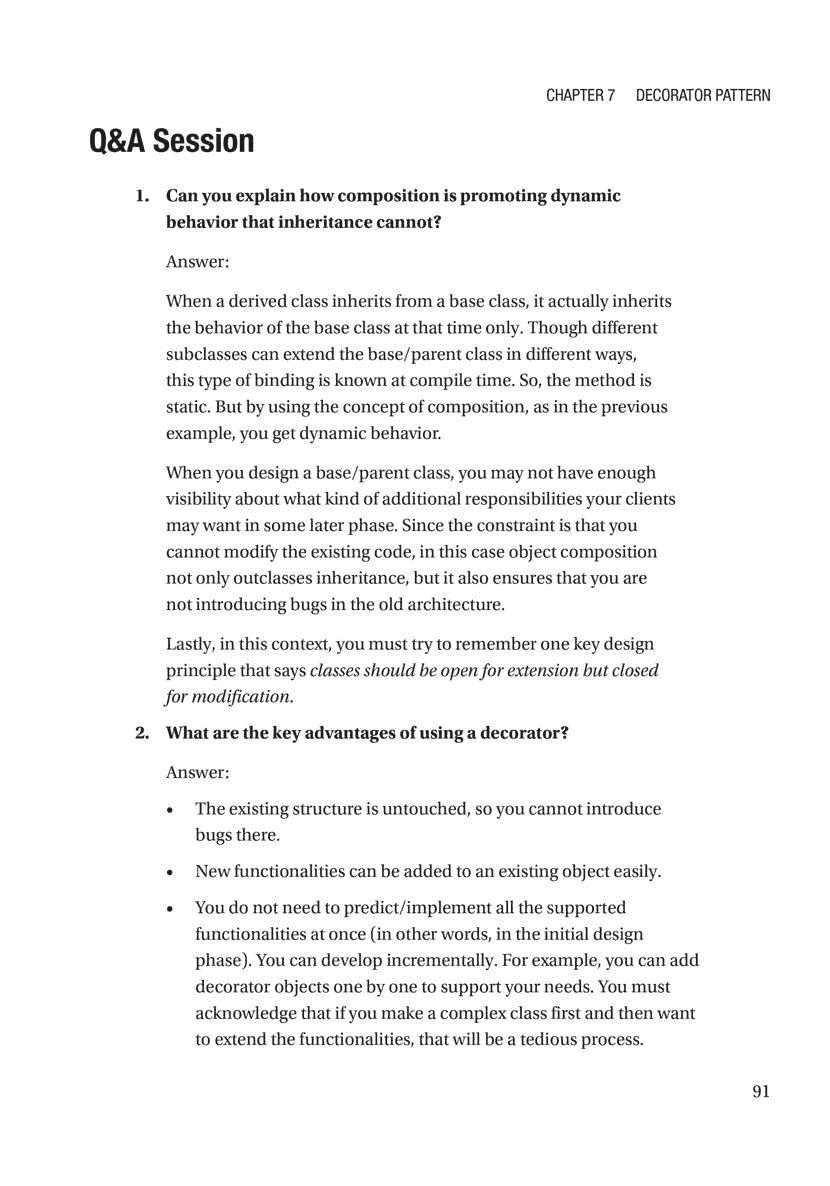 CHAPTER 7 DECORATOR PATTERN
Q&A Session
1. Can you explain how composition is promoting dynamic
behavior that inheritance cannot?
Answer:
When a derived class inherits from a base class, it actually inherits
the behavior of the base class at that time only. Though different
subclasses can extend the base/parent class in different ways,
this type of binding is known at compile time. So, the method is
static. But by using the concept of composition, as in the previous
example, you get dynamic behavior.
When you design a base/parent class, you may not have enough
visibility about what kind of additional responsibilities your clients
may want in some later phase. Since the constraint is that you
cannot modify the existing code, in this case object composition
not only outclasses inheritance, but it also ensures that you are
not introducing bugs in the old architecture.
Lastly, in this context, you must try to remember one key design
principle that says classes should be open for extension but closed
for modification.
2. What are the key advantages of using a decorator?
Answer:
• The existing structure is untouched, so you cannot introduce
bugs there.
• New functionalities can be added to an existing object easily.
• You do not need to predict/implement all the supported
functionalities at once (in other words, in the initial design
phase). You can develop incrementally. For example, you can add
decorator objects one by one to support your needs. You must
acknowledge that if you make a complex class first and then want
to extend the functionalities, that will be a tedious process.
91